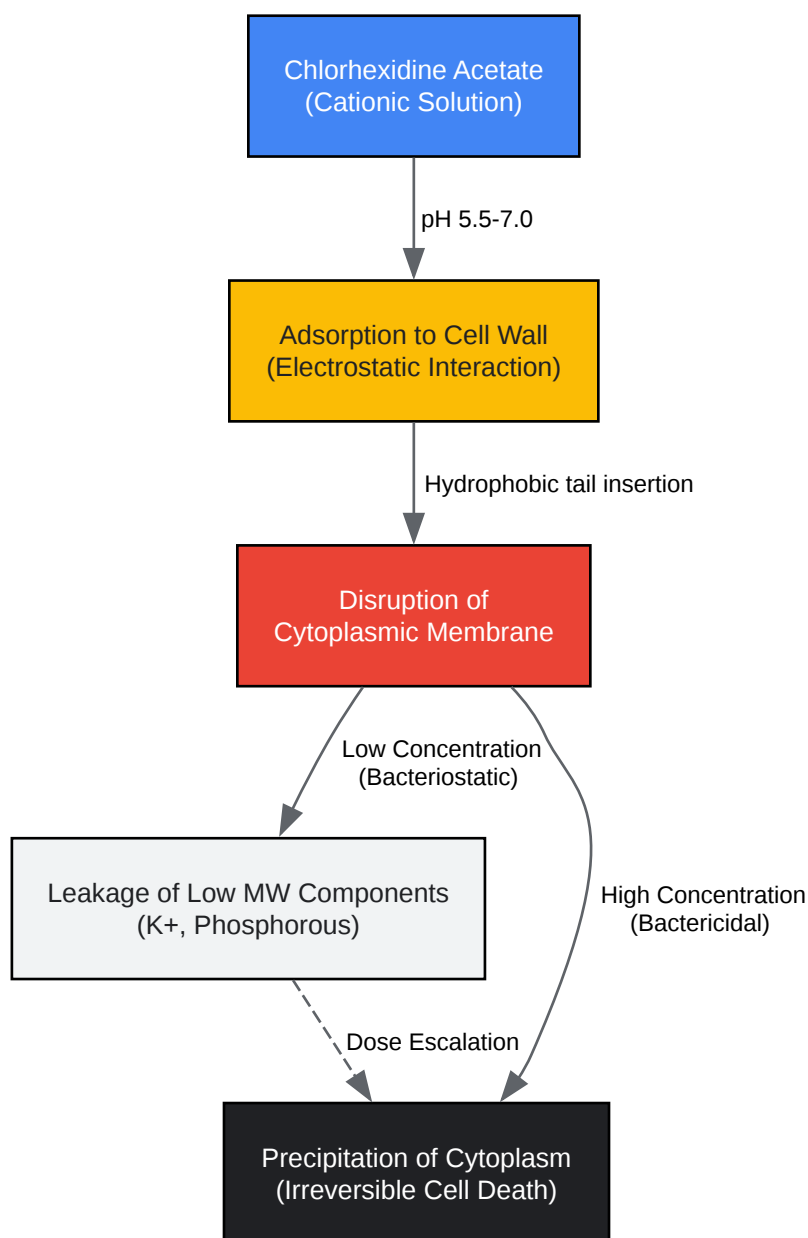 Chlorhexidine Acetate
(Cationic Solution)
pH 5.5-7.0
Adsorption to Cell Wall
(Electrostatic Interaction)
Hydrophobic tail insertion
Disruption of
Cytoplasmic Membrane
Low Concentration
(Bacteriostatic)
Leakage of Low MW Components
(K+, Phosphorous)
High Concentration
(Bactericidal)
Dose Escalation
Precipitation of Cytoplasm
(Irreversible Cell Death)